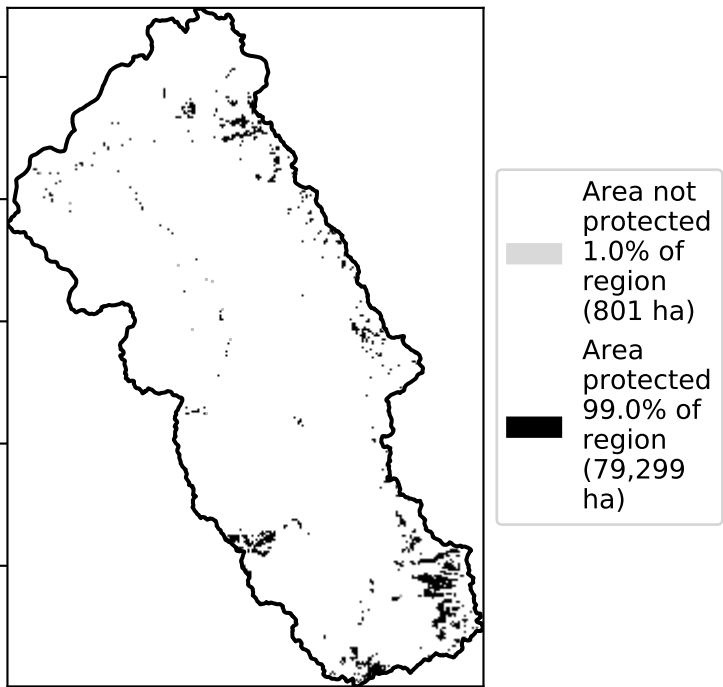 Area not
protected
1.0% of
region
(801 ha)
Area
protected
99.0% of
region
(79,299
ha)